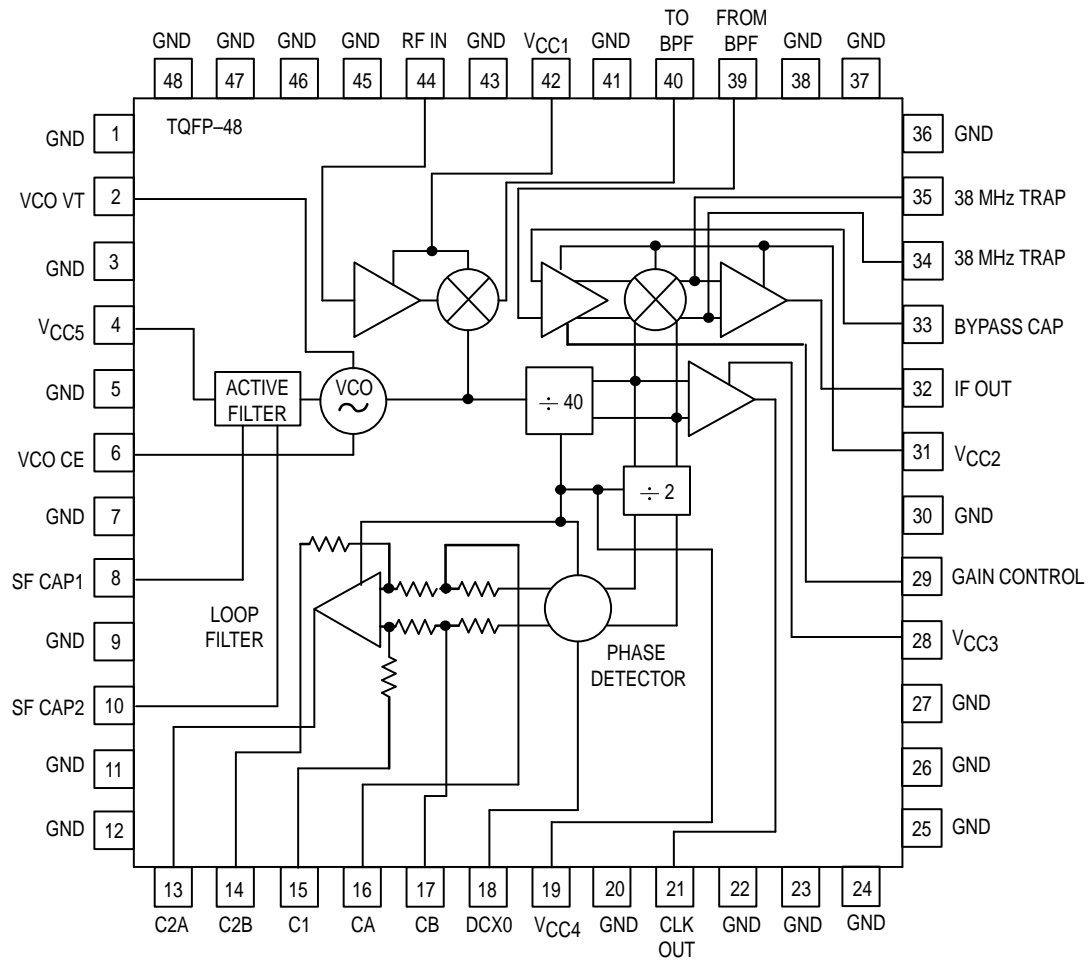 TO FROM
GND GND GND GND RF IN GND VCC1 GND BPF BPF GND GND
48 47 46 45 44 43 42 41 40 39 38 37
TQFP–48
GND 1
VCO VT 2
GND 3
VCC5 4
GND 5
VCO CE 6
GND 7
SF CAP1 8
GND 9
SF CAP2 10
GND 11
GND 12
ACTIVE
FILTER
VCO
∼
÷ 40
÷ 2
LOOP
FILTER
PHASE
DETECTOR
36 GND
35 38 MHz TRAP
34 38 MHz TRAP
33 BYPASS CAP
32 IF OUT
31 VCC2
30 GND
29 GAIN CONTROL
28 VCC3
27 GND
26 GND
25 GND
13 14 15 16 17 18 19 20 21 22 23 24
C2A C2B C1 CA CB DCX0 VCC4 GND CLK GND GND GND
OUT